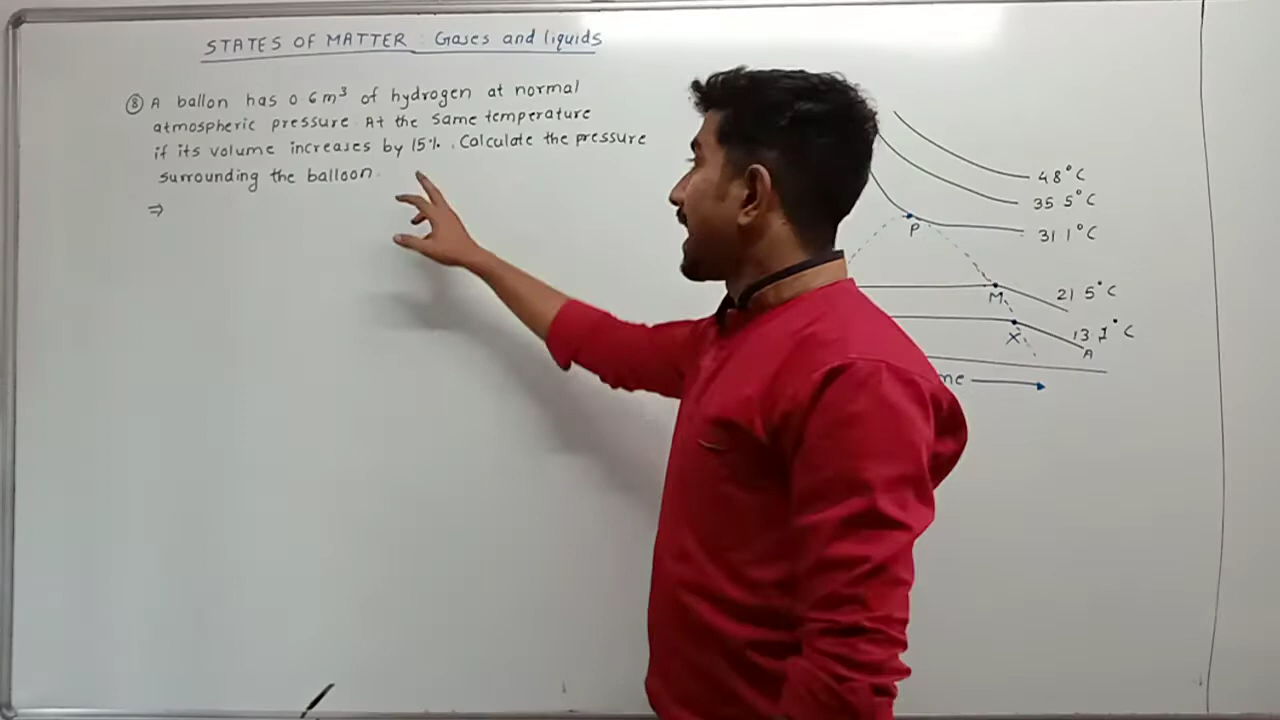 STATES OF MATTER : Gases and liquids
⑧ A ballon has 0 6 m³ of hydrogen at normal
atmospheric pressure. At the same temperature
if its volume increases by 15%. Calculate the pressure
surrounding the balloon.
⇒
48°C
35 5°C
31 1°C
P
21 5°C
M
13 1°C
X
A
me